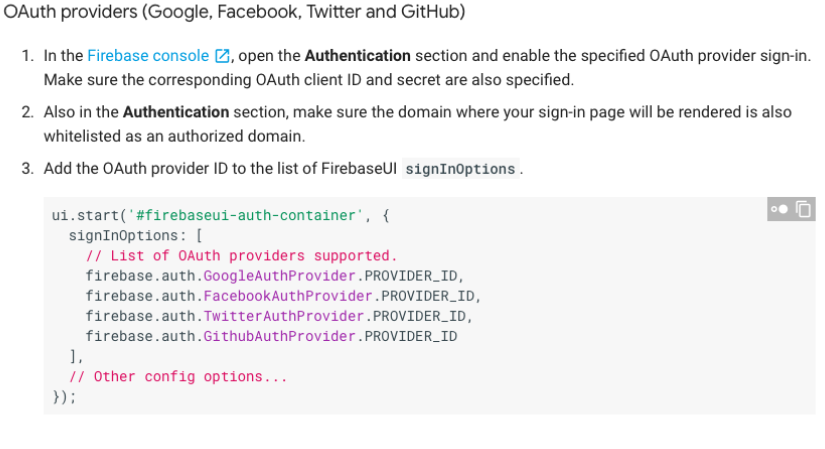 OAuth providers (Google, Facebook, Twitter and GitHub)
1. In the Firebase console, open the Authentication section and enable the specified OAuth provider sign-in.
Make sure the corresponding OAuth client ID and secret are also specified.
2. Also in the Authentication section, make sure the domain where your sign-in page will be rendered is also
whitelisted as an authorized domain.
3. Add the OAuth provider ID to the list of FirebaseUI signInOptions.
ui.start('#firebaseui-auth-container', {
  signInOptions: [
    // List of OAuth providers supported.
    firebase.auth.GoogleAuthProvider.PROVIDER_ID,
    firebase.auth.FacebookAuthProvider.PROVIDER_ID,
    firebase.auth.TwitterAuthProvider.PROVIDER_ID,
    firebase.auth.GithubAuthProvider.PROVIDER_ID
  ],
  // Other config options...
});